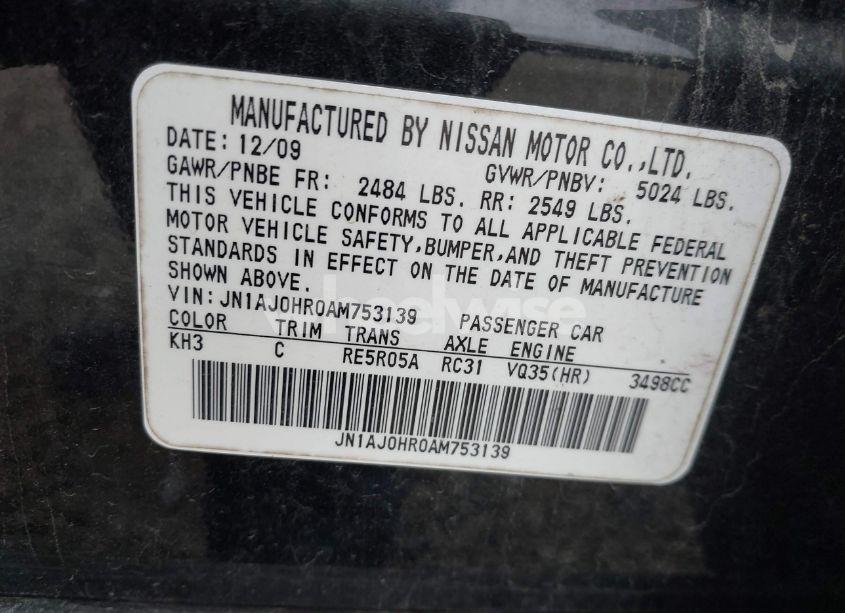 MANUFACTURED BY NISSAN MOTOR CO.,LTD.
DATE: 12/09 GVWR/PNBV: 5024 LBS.
GAWR/PNBE FR: 2484 LBS. RR: 2549 LBS.
THIS VEHICLE CONFORMS TO ALL APPLICABLE FEDERAL
MOTOR VEHICLE SAFETY,BUMPER,AND THEFT PREVENTION
STANDARDS IN EFFECT ON THE DATE OF MANUFACTURE
SHOWN ABOVE.
VIN: JN1AJ0HR0AM753139 PASSENGER CAR
COLOR TRIM TRANS AXLE ENGINE
KH3 C RE5R05A RC31 VQ35(HR) 3498CC
JN1AJ0HR0AM753139
wheelwise